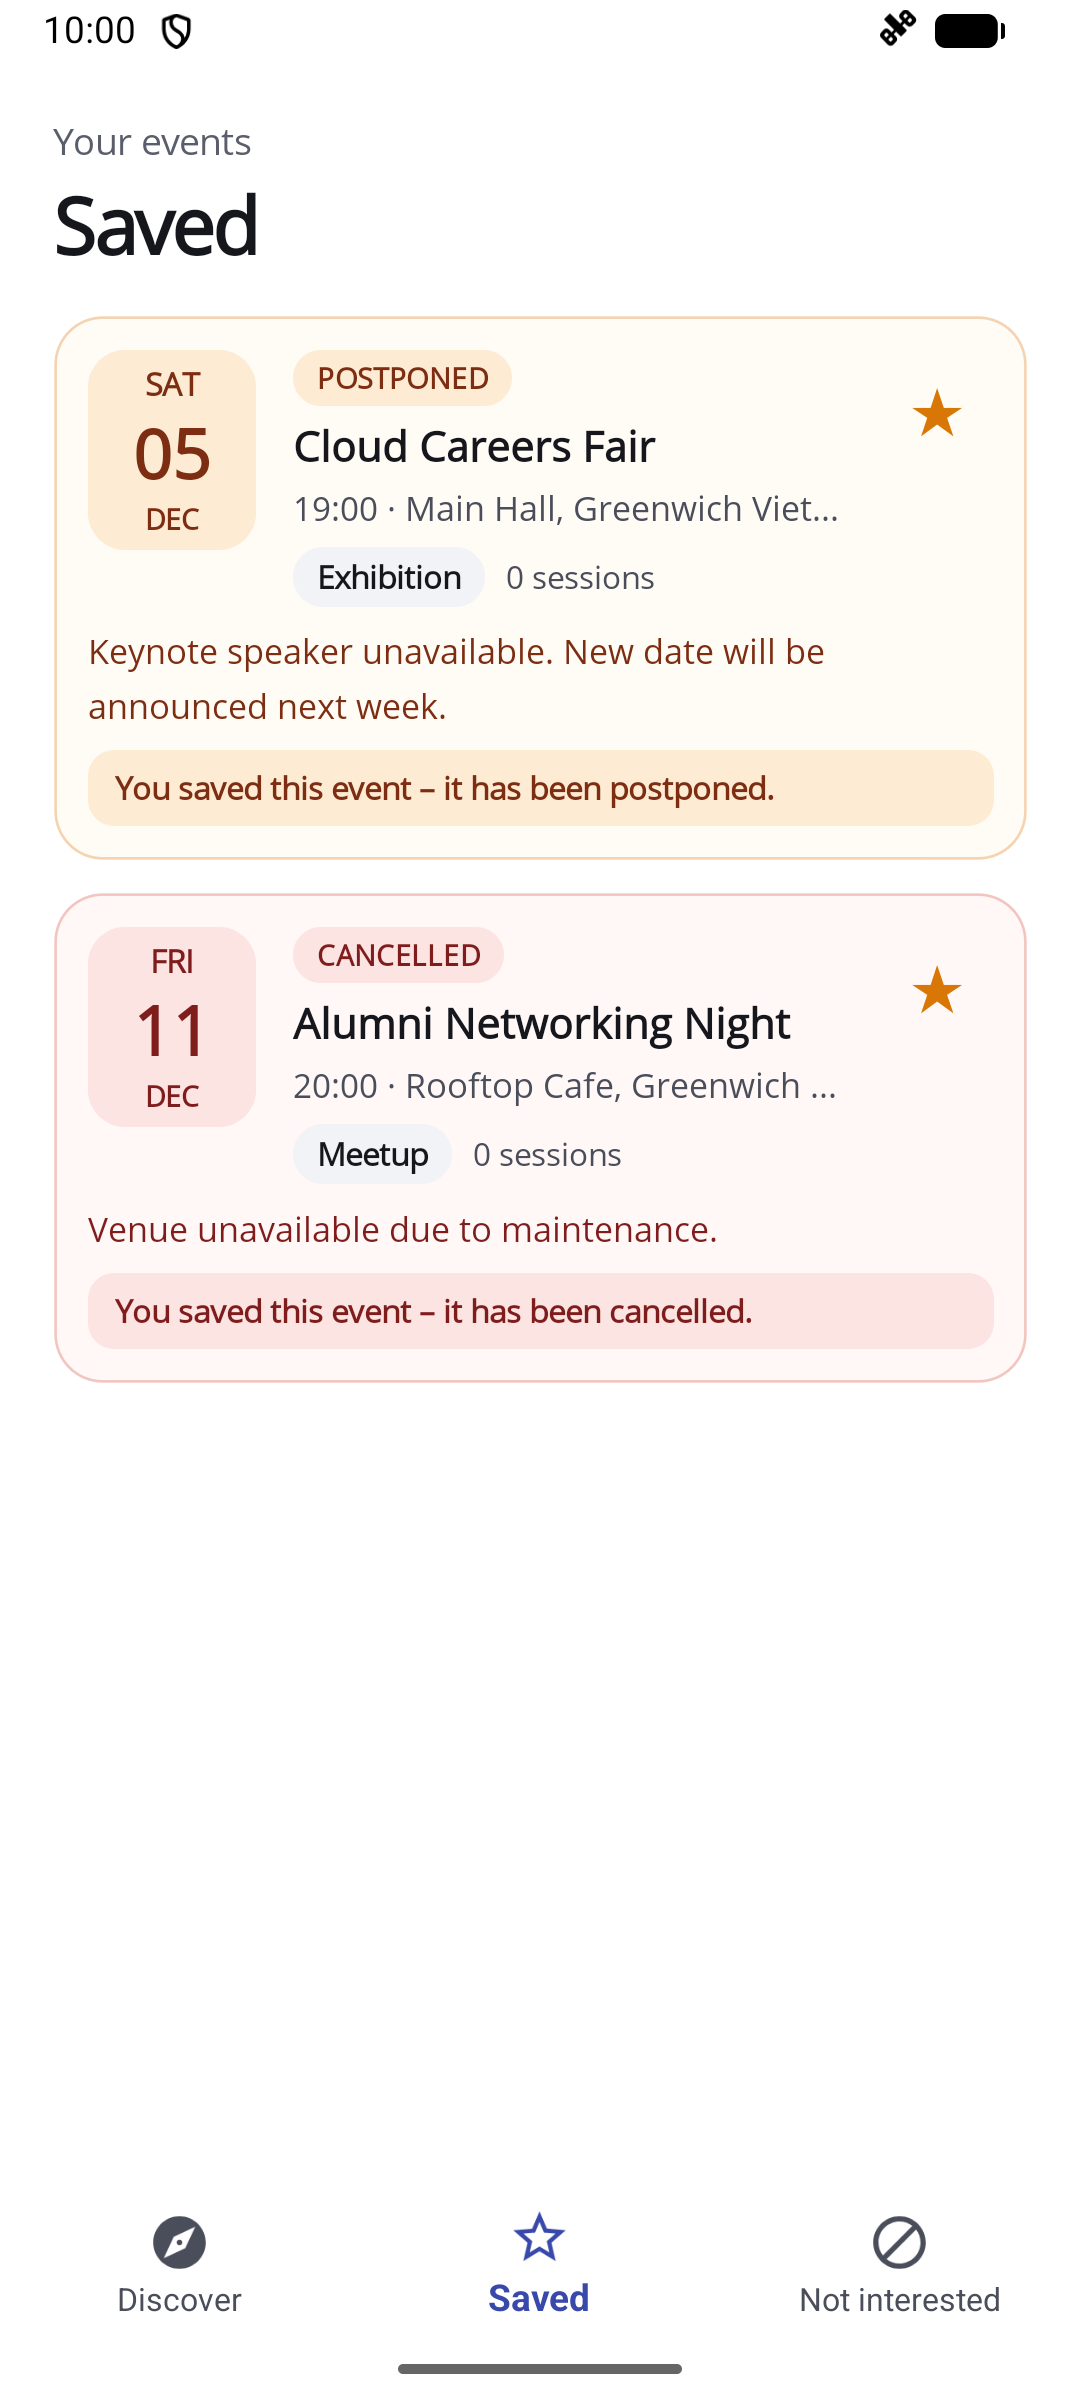 10:00
Your events
Saved
SAT
05
DEC
POSTPONED
Cloud Careers Fair
19:00 · Main Hall, Greenwich Viet...
Exhibition
0 sessions
Keynote speaker unavailable. New date will be
announced next week.
You saved this event – it has been postponed.
FRI
11
DEC
CANCELLED
Alumni Networking Night
20:00 · Rooftop Cafe, Greenwich ...
Meetup
0 sessions
Venue unavailable due to maintenance.
You saved this event – it has been cancelled.
Discover
Saved
Not interested